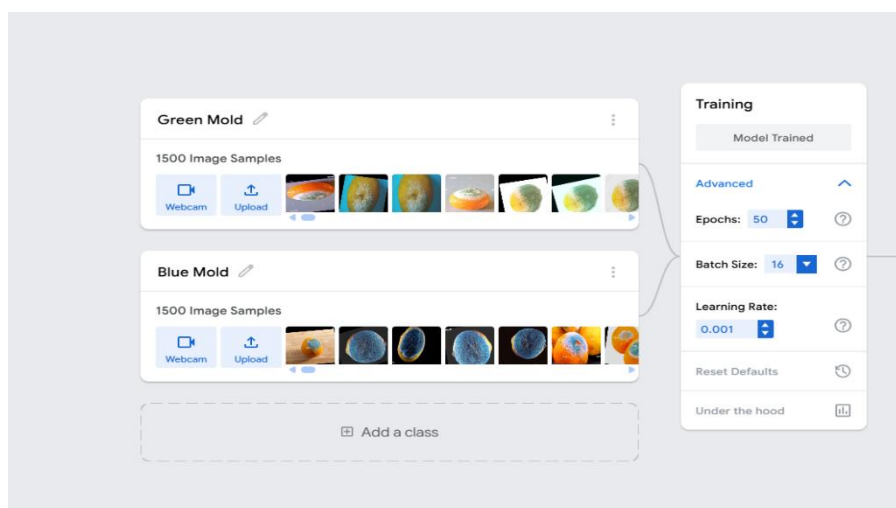 Green Mold
1500 Image Samples
Webcam
Upload
Blue Mold
1500 Image Samples
Webcam
Upload
Add a class
Training
Model Trained
Advanced
Epochs: 50
Batch Size: 16
Learning Rate:
0.001
Reset Defaults
Under the hood